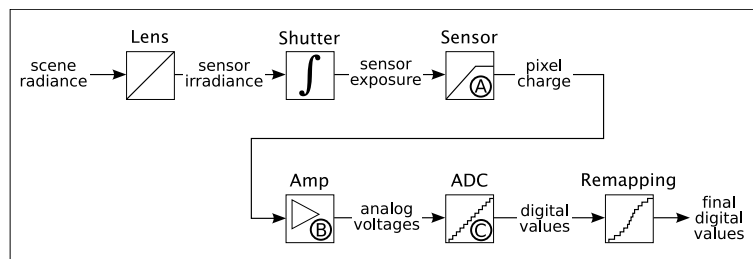 Lens
Shutter
Sensor
scene
radiance
sensor
irradiance
sensor
exposure
A
pixel
charge
Amp
ADC
Remapping
B
analog
voltages
C
digital
values
final
digital
values